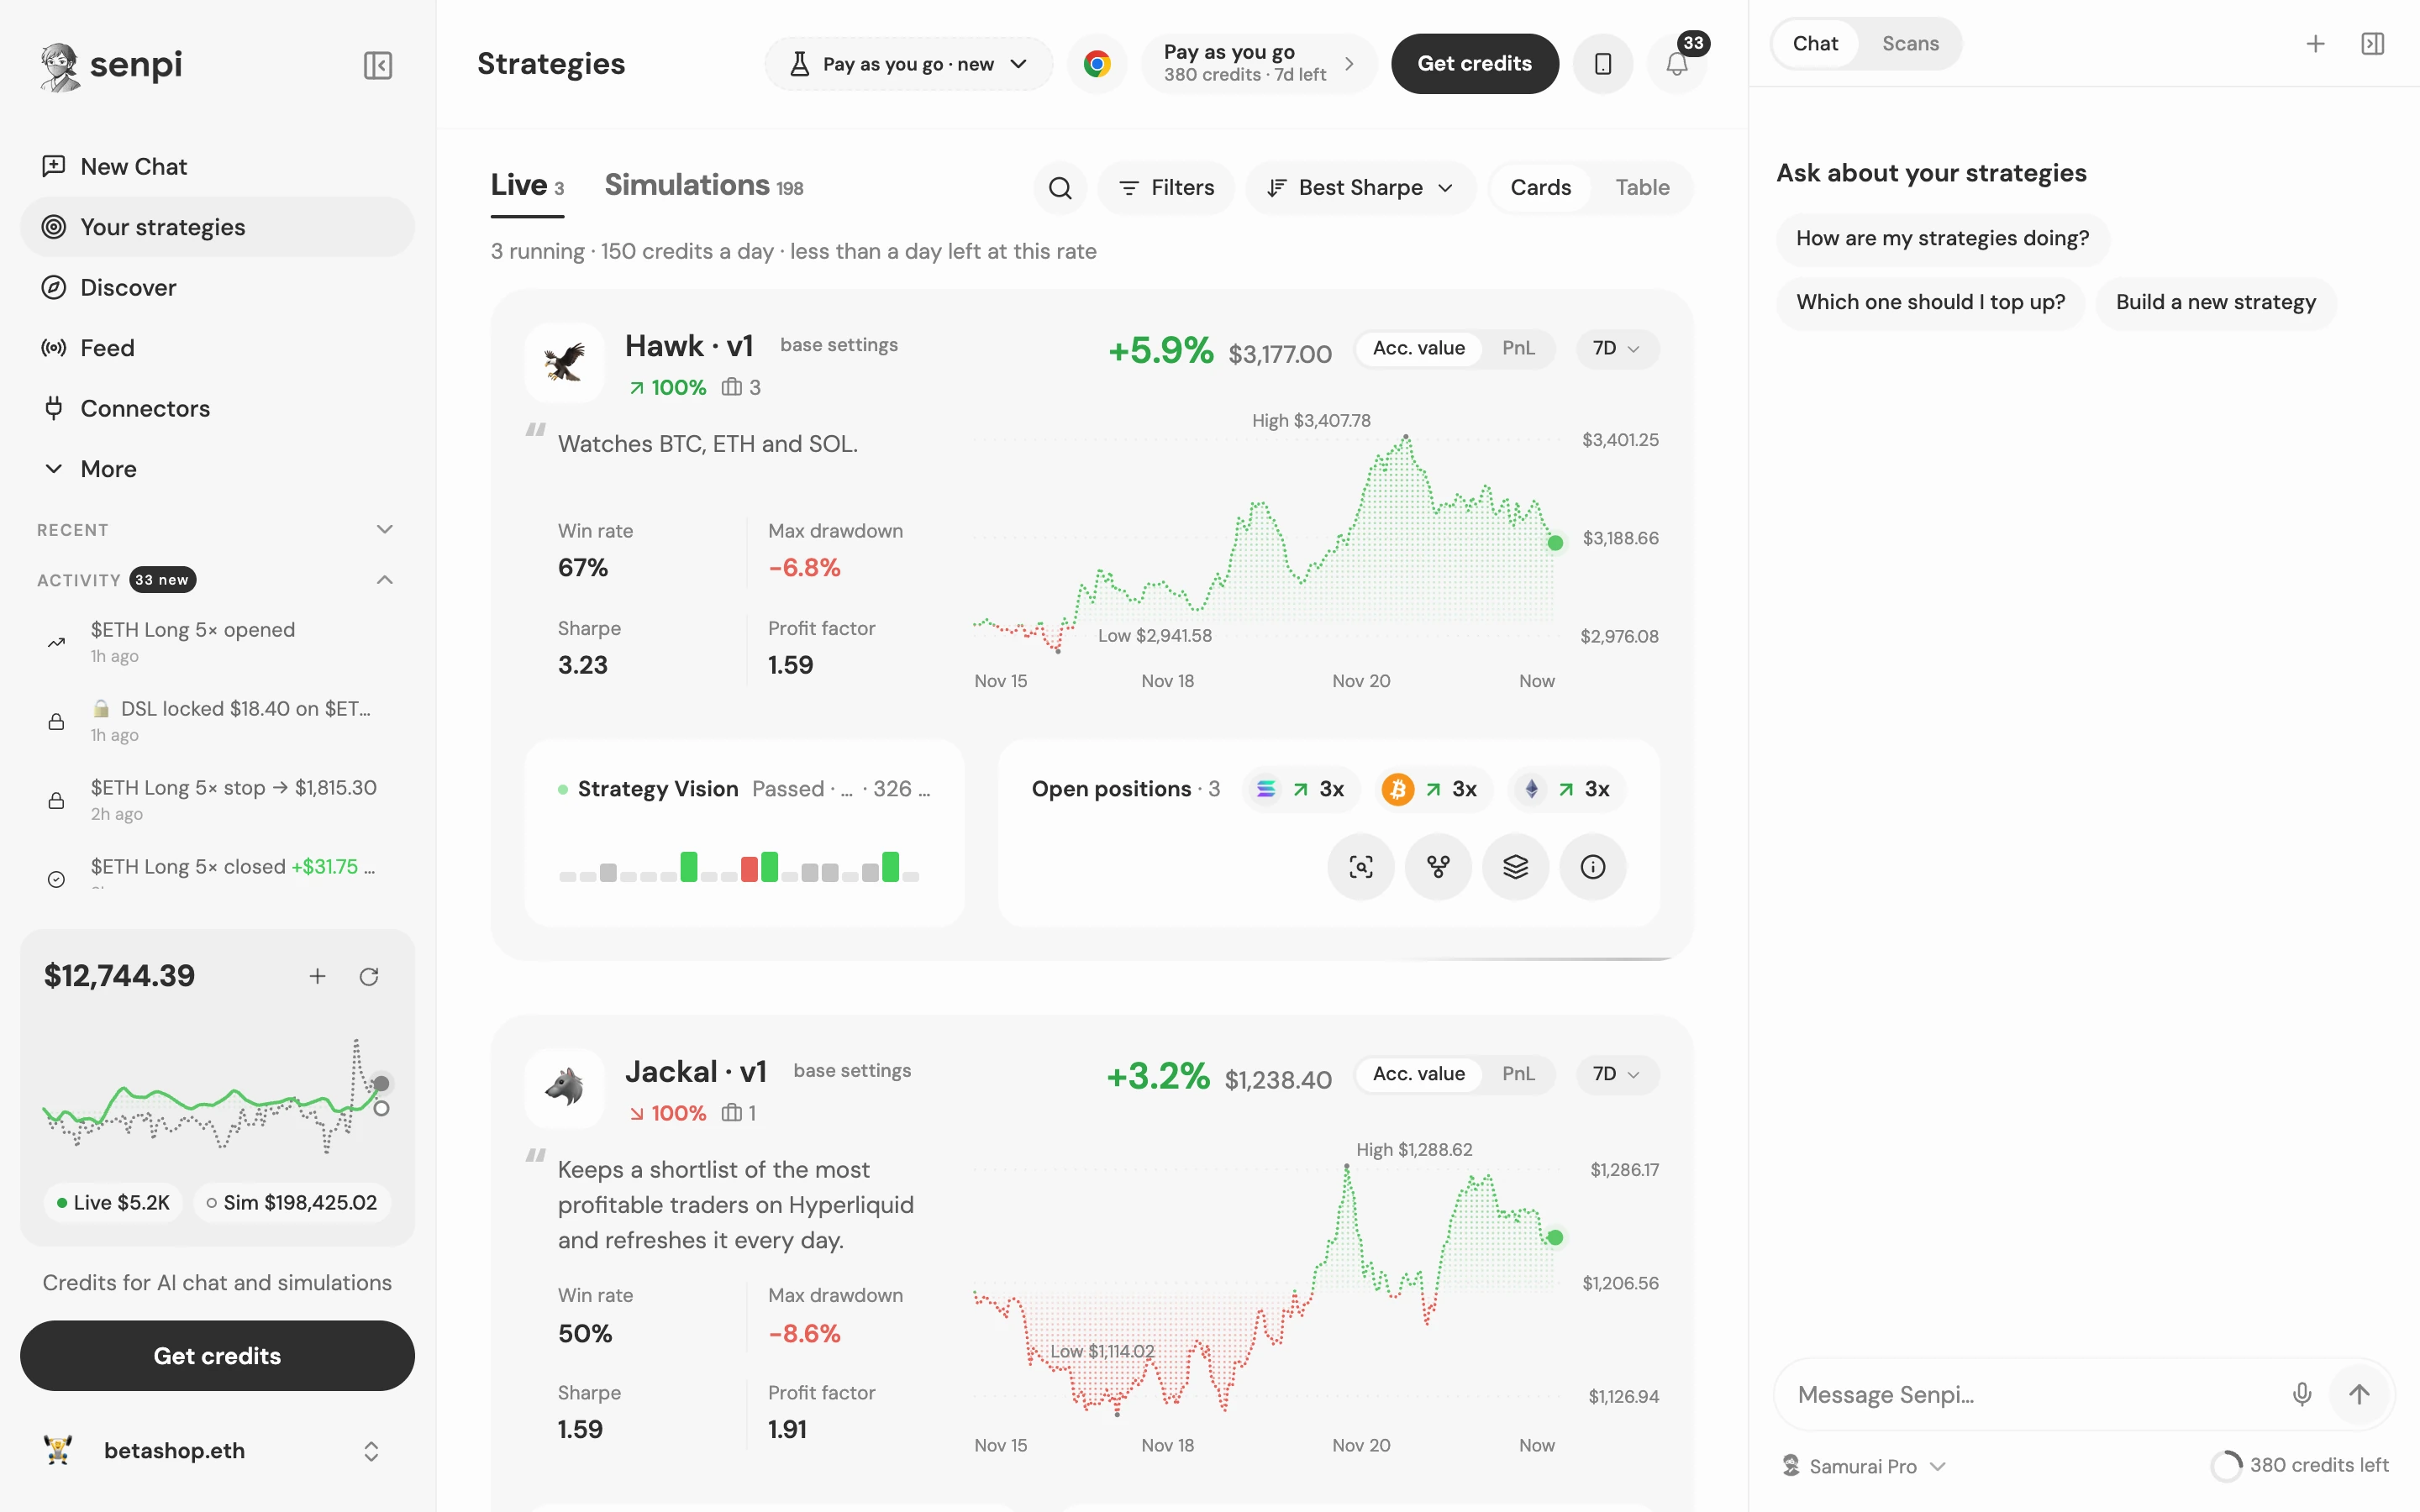 senpi
New Chat
Your strategies
Discover
Feed
Connectors
More
RECENT
ACTIVITY 33 new
$ETH Long 5× opened
1h ago
DSL locked $18.40 on $ET...
1h ago
$ETH Long 5× stop → $1,815.30
2h ago
$ETH Long 5× closed +$31.75 ...
$12,744.39
Live $5.2K
Sim $198,425.02
Credits for AI chat and simulations
Get credits
betashop.eth
Strategies
Pay as you go · new
Pay as you go
380 credits · 7d left
Get credits
33
Live 3
Simulations 198
Filters
Best Sharpe
Cards
Table
3 running · 150 credits a day · less than a day left at this rate
Hawk · v1
base settings
100%
3
+5.9% $3,177.00
Acc. value
PnL
7D
“ Watches BTC, ETH and SOL.
Win rate
67%
Max drawdown
-6.8%
Sharpe
3.23
Profit factor
1.59
High $3,407.78
Low $2,941.58
$3,401.25
$3,188.66
$2,976.08
Nov 15
Nov 18
Nov 20
Now
Strategy Vision Passed · ... · 326 ...
Open positions · 3
3x
3x
3x
Jackal · v1
base settings
100%
1
+3.2% $1,238.40
Acc. value
PnL
7D
“ Keeps a shortlist of the most
profitable traders on Hyperliquid
and refreshes it every day.
Win rate
50%
Max drawdown
-8.6%
Sharpe
1.59
Profit factor
1.91
High $1,288.62
Low $1,114.02
$1,286.17
$1,206.56
$1,126.94
Nov 15
Nov 18
Nov 20
Now
Chat
Scans
Ask about your strategies
How are my strategies doing?
Which one should I top up?
Build a new strategy
Message Senpi...
Samurai Pro
380 credits left